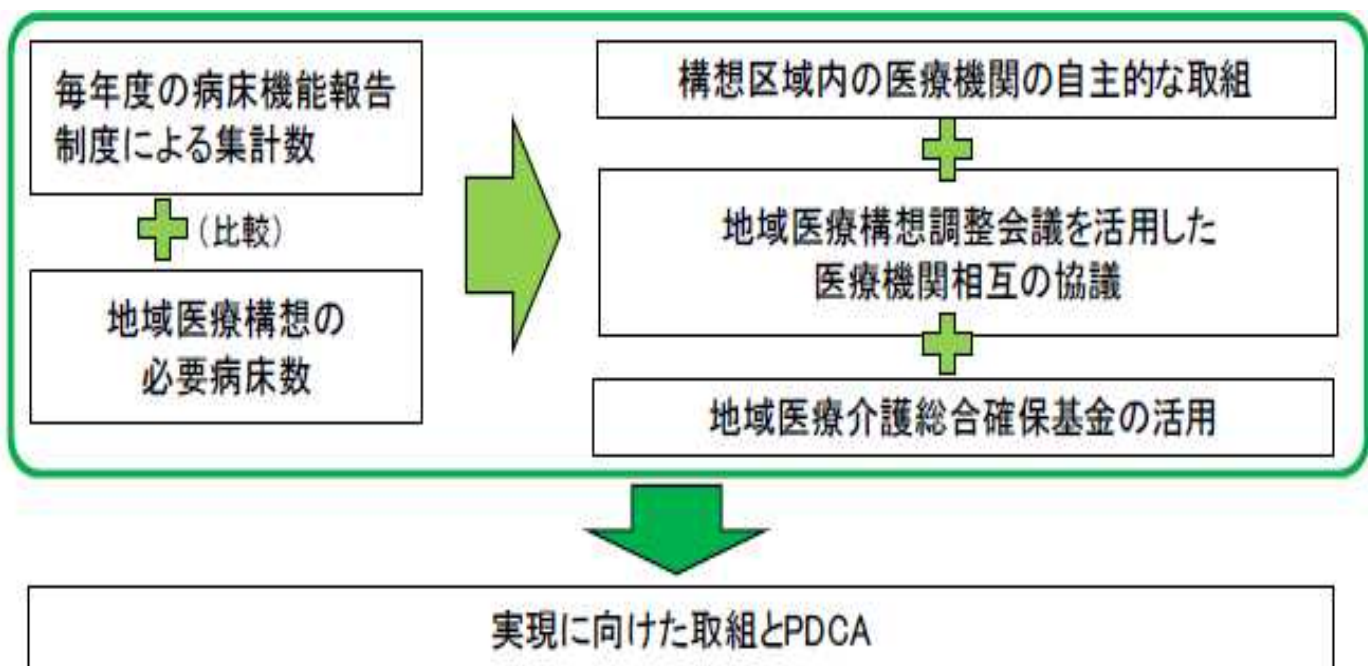 毎年度の病床機能報告
制度による集計数
(比較)
地域医療構想の
必要病床数
構想区域内の医療機関の自主的な取組
地域医療構想調整会議を活用した
医療機関相互の協議
地域医療介護総合確保基金の活用
実現に向けた取組とPDCA